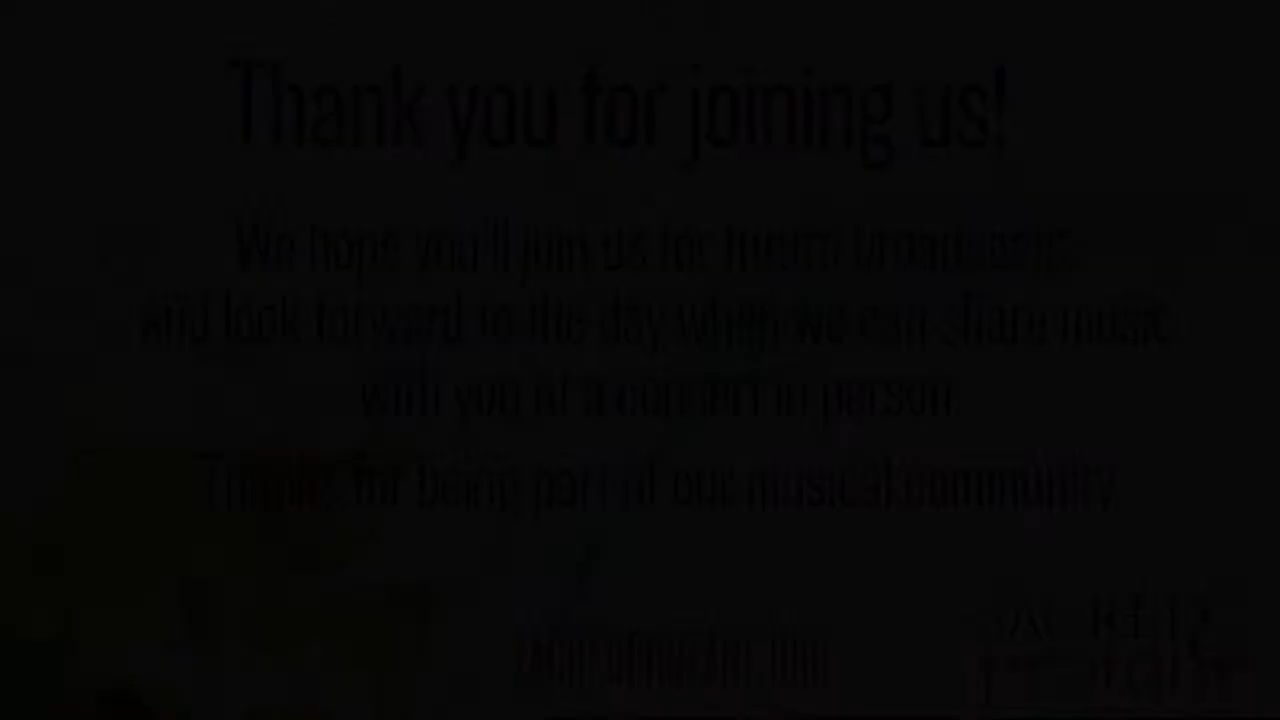 Thank you for joining us!
We hope you'll join us for future broadcasts
And look forward to the day when we can share music
with you at a concert in person
Thanks for being part of our musical community